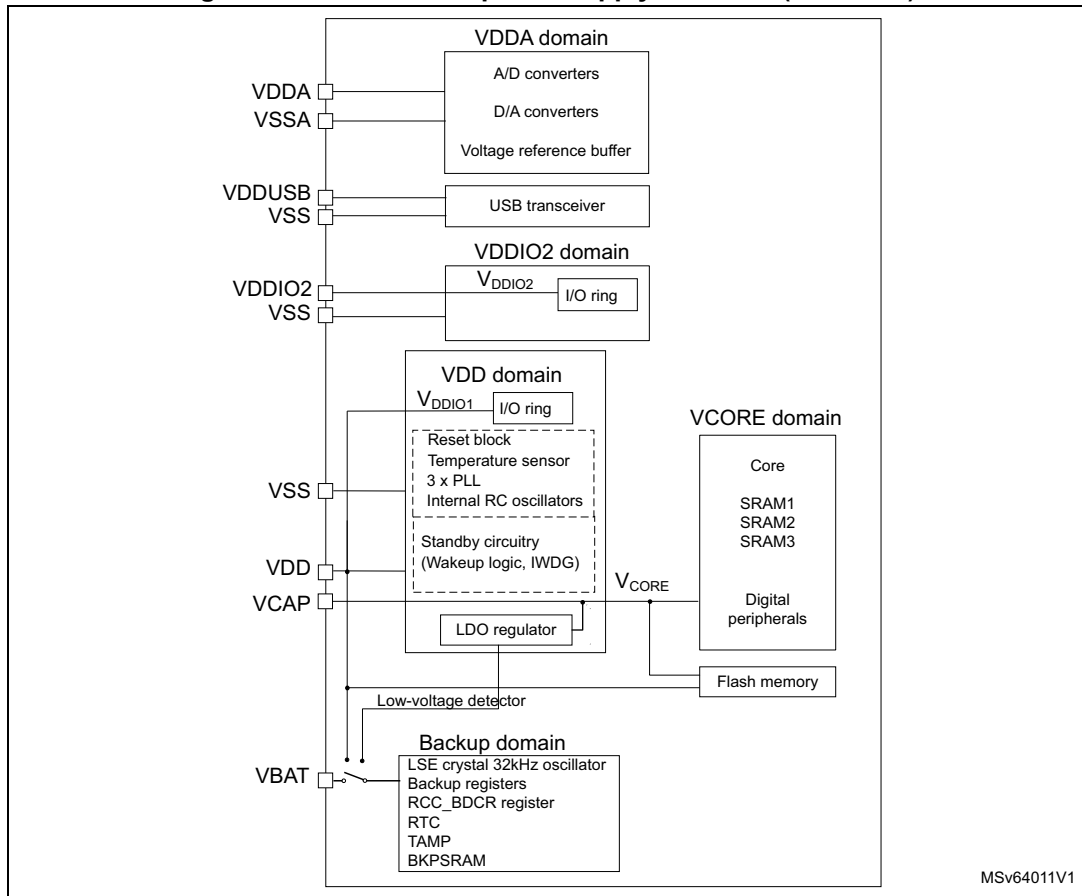 VDDA domain
A/D converters
VDDA
D/A converters
VSSA
Voltage reference buffer
VDDUSB
USB transceiver
VSS
VDDIO2 domain
VDDIO2
VDDIO2
I/O ring
VSS
VDD domain
VDDIO1
I/O ring
VCORE domain
Reset block
Temperature sensor
3 x PLL
Internal RC oscillators
VSS
Core
SRAM1
SRAM2
SRAM3
Standby circuitry
(Wakeup logic, IWDG)
VDD
VCORE
VCAP
Digital
peripherals
LDO regulator
Flash memory
Low-voltage detector
Backup domain
VBAT
LSE crystal 32kHz oscillator
Backup registers
RCC_BDCR register
RTC
TAMP
BKPSRAM
MSv64011V1